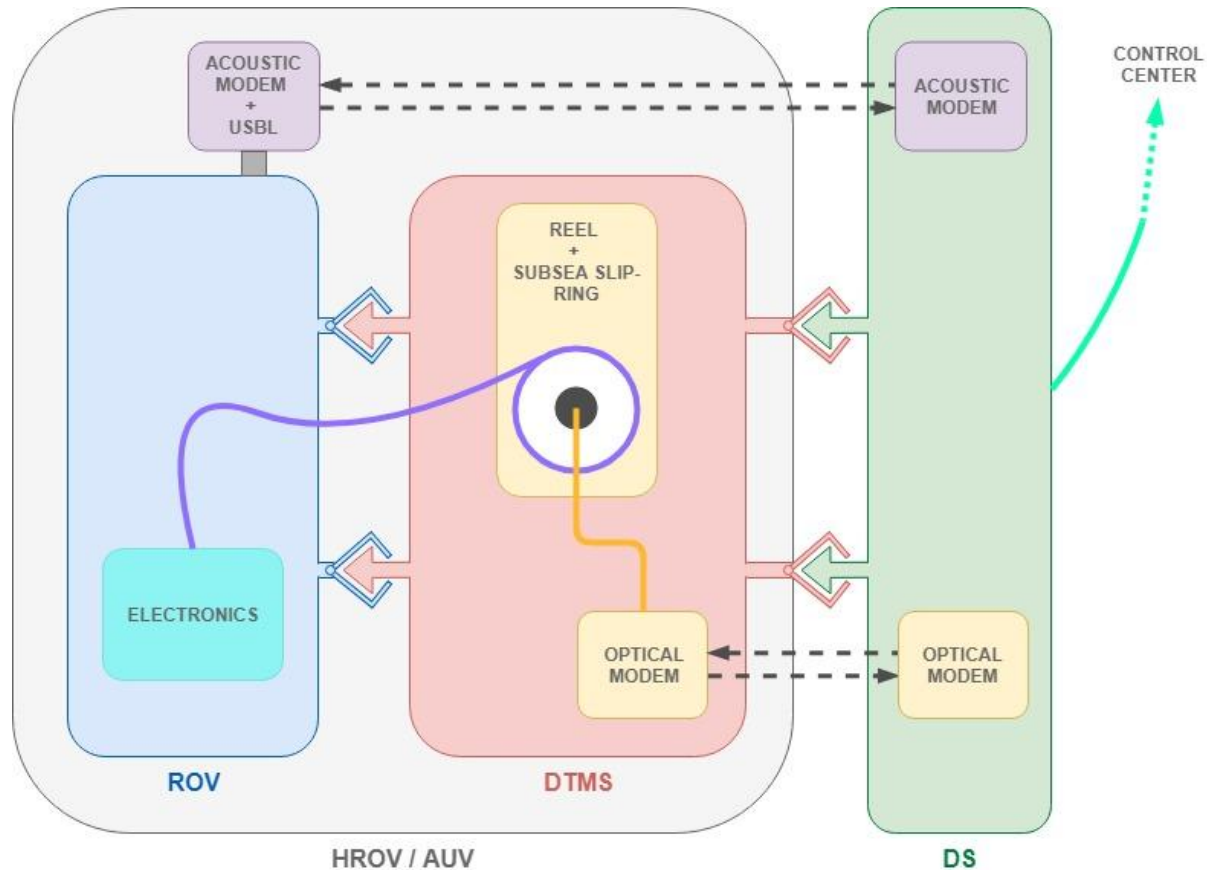 ACOUSTIC
MODEM
+
USBL
ACOUSTIC
MODEM
CONTROL
CENTER
REEL
+
SUBSEA SLIP-
RING
ELECTRONICS
OPTICAL
MODEM
OPTICAL
MODEM
ROV
DTMS
HROV / AUV
DS